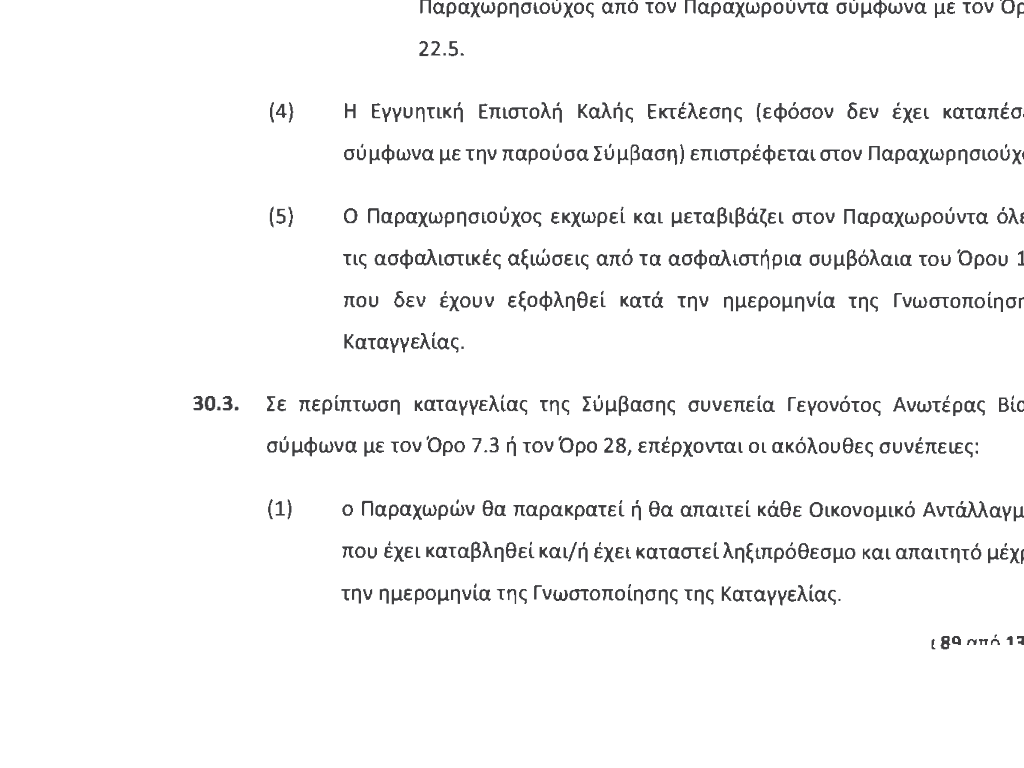 Παραχωρησιούχος από τον Παραχωρούντα σύμφωνα με τον
22.5.
(4) Η Εγγυητική Επιστολή Καλής Εκτέλεσης (εφόσον δεν έχει
σύμφωνα με την παρούσα Σύμβαση) επιστρέφεται στον
(5) Ο Παραχωρησιούχος εκχωρεί και μεταβιβάζει στον Παραχωρούντα
τις ασφαλιστικές αξιώσεις από τα ασφαλιστήρια συμβόλαια του Όρου
που δεν έχουν εξοφληθεί κατά την ημερομηνία της
Καταγγελίας.
30.3. Σε περίπτωση καταγγελίας της Σύμβασης συνεπεία Γεγονότος Ανωτέρας
σύμφωνα με τον Όρο 7.3 ή τον Όρο 28, επέρχονται οι ακόλουθες συνέπειες:
(1) ο Παραχωρών θα παρακρατεί ή θα απαιτεί κάθε Οικονομικό
που έχει καταβληθεί και/ή έχει καταστεί ληξιπρόθεσμο και απαιτητό
την ημερομηνία της Γνωστοποίησης της Καταγγελίας.
89 από